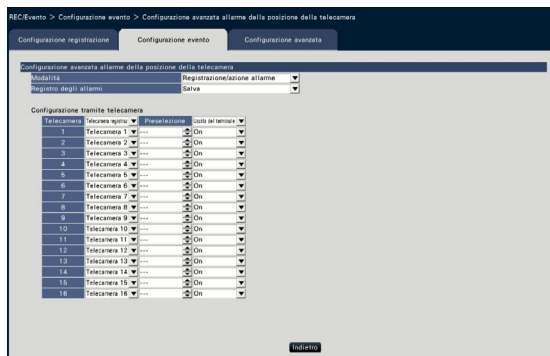 REC/Evento > Configurazione evento > Configurazione avanzata allarme della posizione della telecamera
Configurazione registrazione Configurazione evento Configurazione avanzata
Configurazione avanzata allarme della posizione della telecamera
Modalità Registrazione/azione allarme
Registro degli allarmi Salva
Configurazione tramite telecamera
Telecamera Telecamera registraz Preselezione Uscita del terminale
1 Telecamera 1 --- On
2 Telecamera 2 --- On
3 Telecamera 3 --- On
4 Telecamera 4 --- On
5 Telecamera 5 --- On
6 Telecamera 6 --- On
7 Telecamera 7 --- On
8 Telecamera 8 --- On
9 Telecamera 9 --- On
10 Telecamera 10 --- On
11 Telecamera 11 --- On
12 Telecamera 12 --- On
13 Telecamera 13 --- On
14 Telecamera 14 --- On
15 Telecamera 15 --- On
16 Telecamera 16 --- On
Indietro